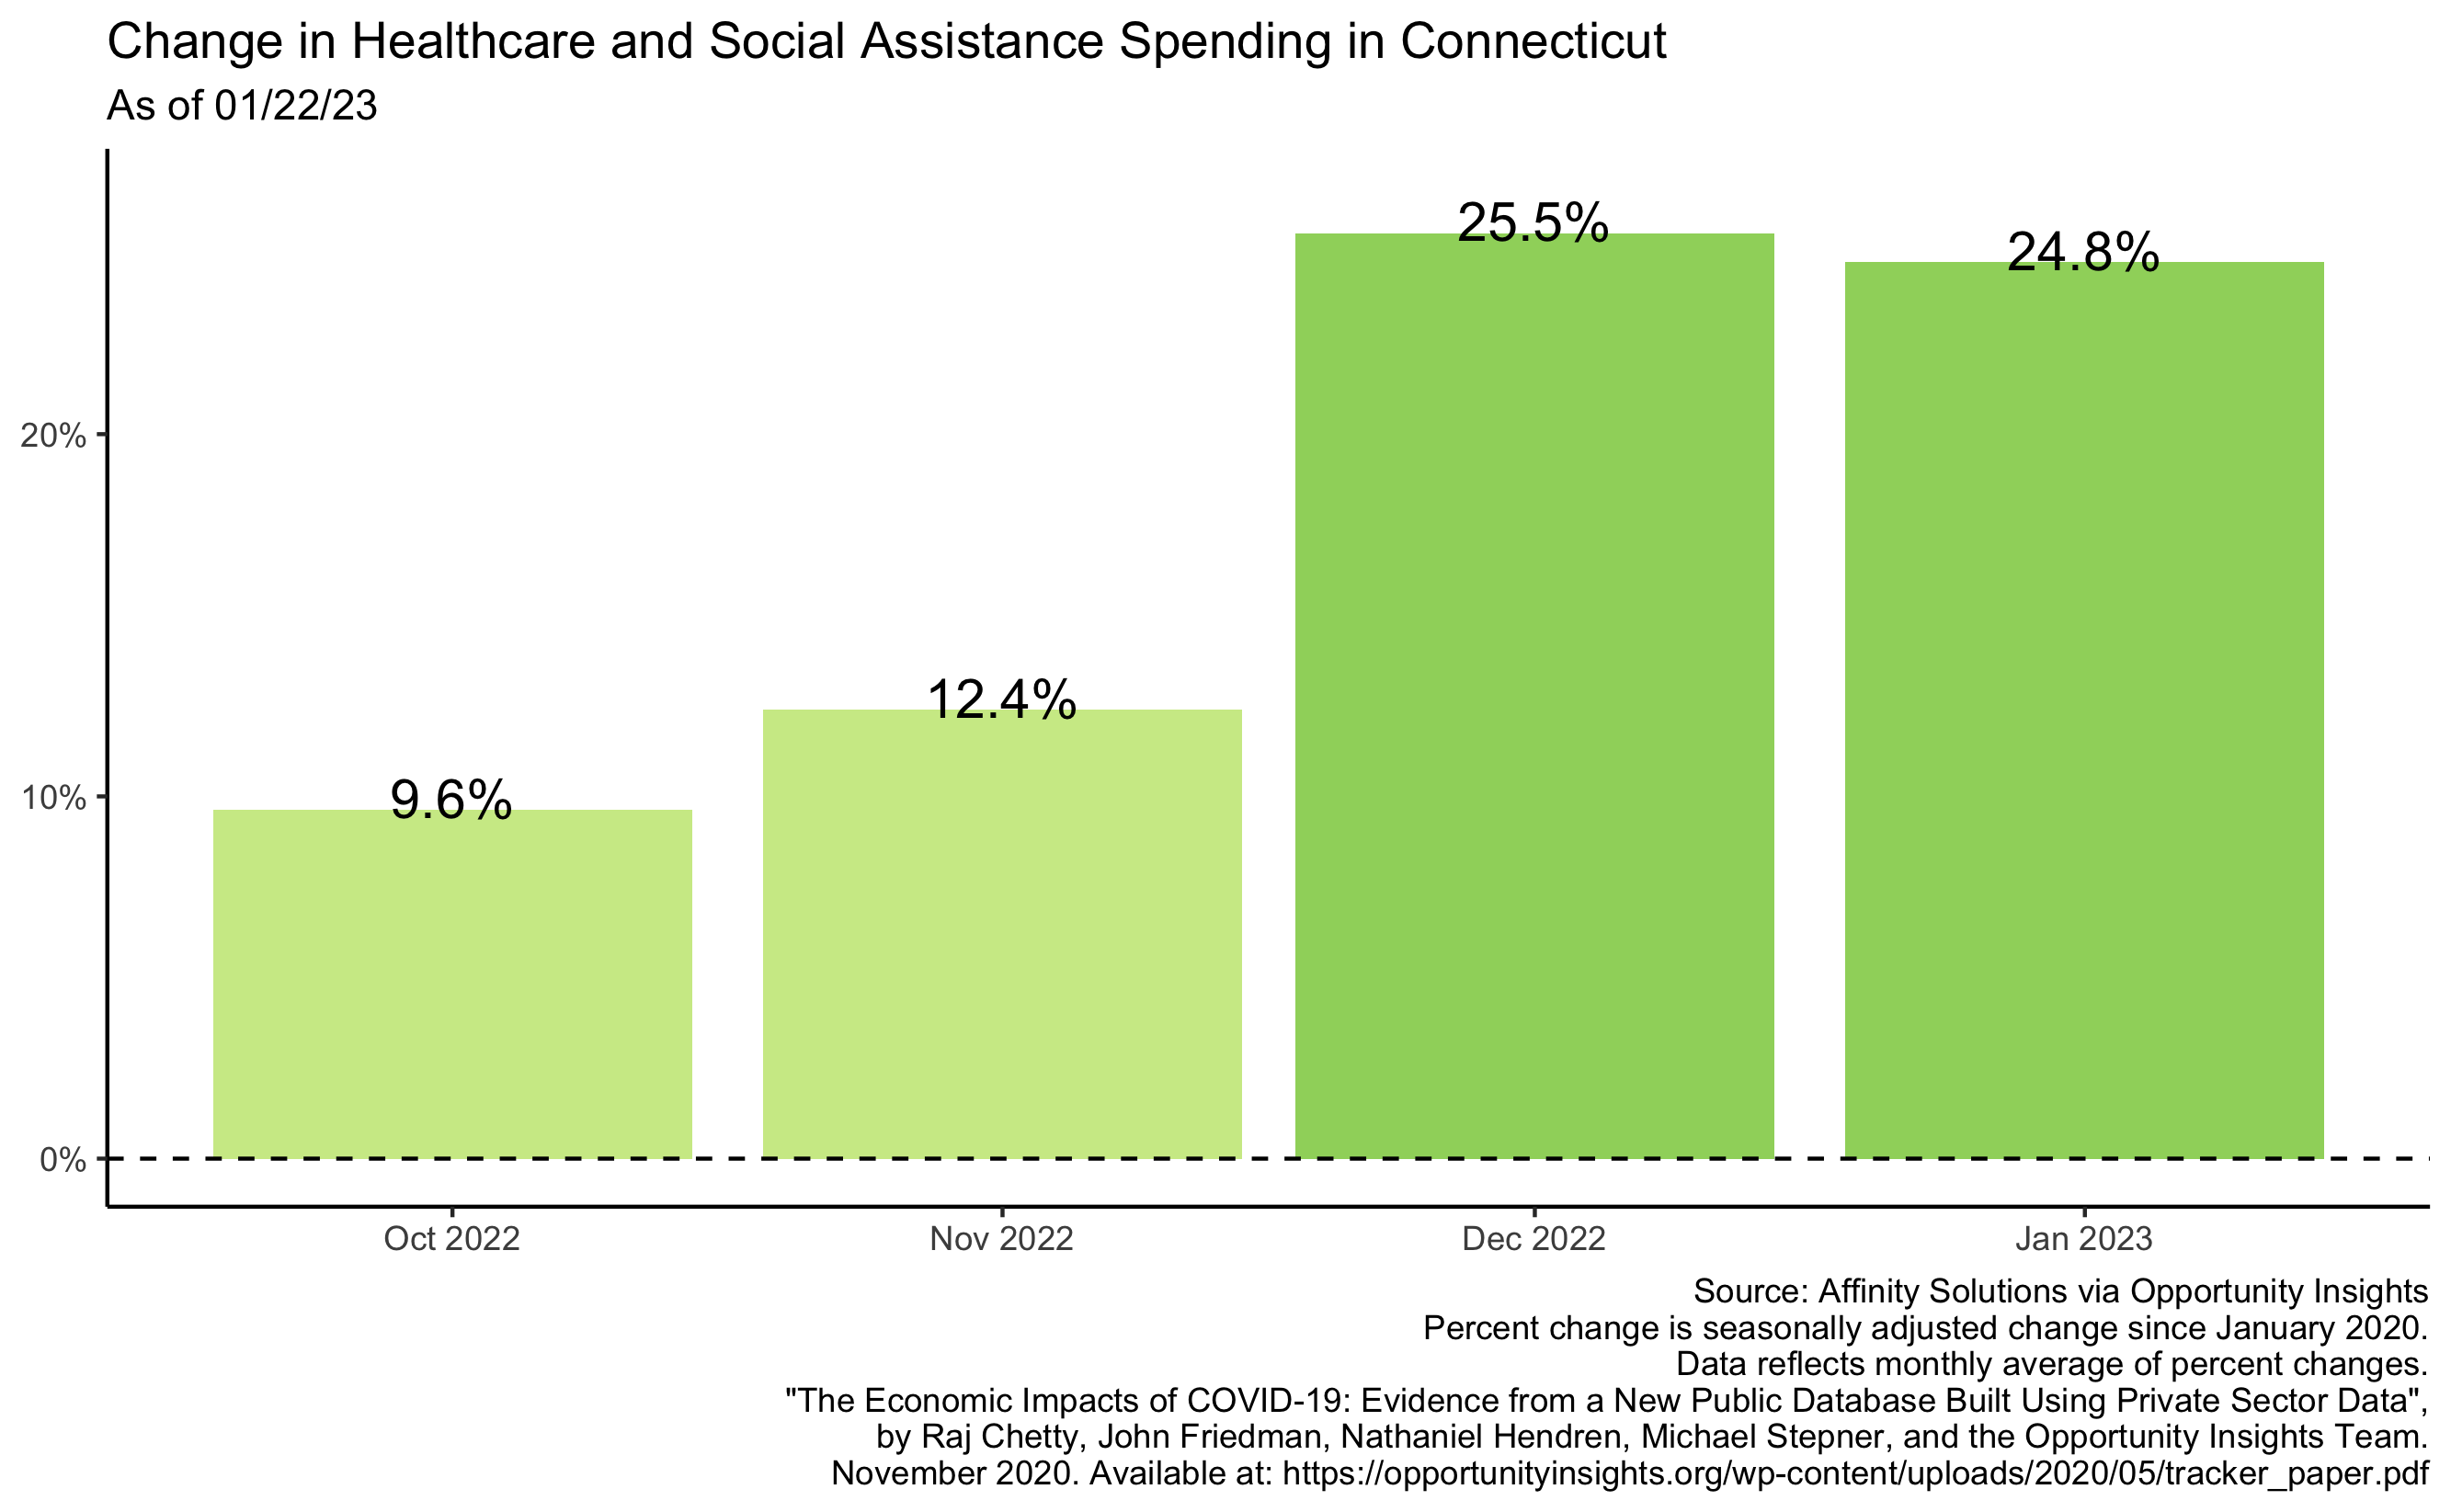 Change in Healthcare and Social Assistance Spending in Connecticut
As of 01/22/23
25.5%
24.8%
20%
12.4%
10%
9.6%
0%
Oct 2022
Nov 2022
Dec 2022
Jan 2023
Source: Affinity Solutions via Opportunity Insights
Percent change is seasonally adjusted change since January 2020.
Data reflects monthly average of percent changes.
"The Economic Impacts of COVID-19: Evidence from a New Public Database Built Using Private Sector Data",
by Raj Chetty, John Friedman, Nathaniel Hendren, Michael Stepner, and the Opportunity Insights Team.
November 2020. Available at: https://opportunityinsights.org/wp-content/uploads/2020/05/tracker_paper.pdf